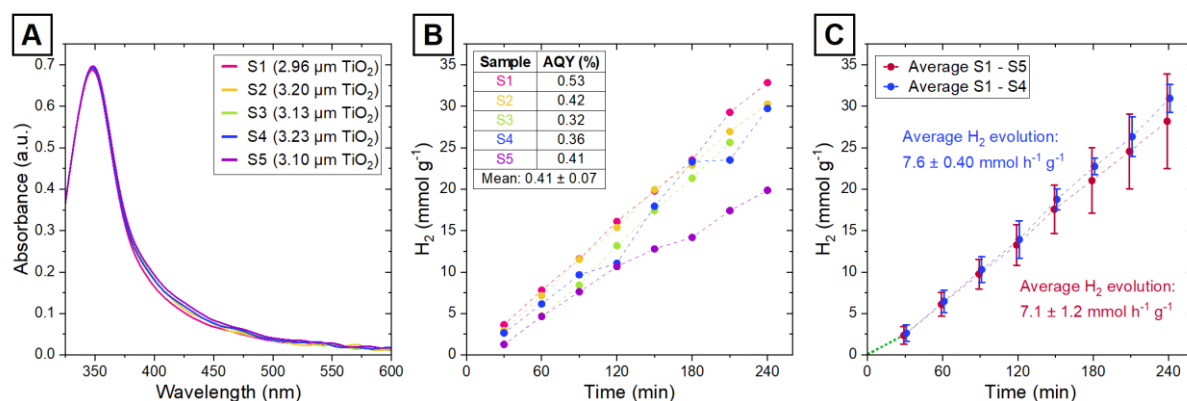 A
0.7
0.6
0.5
0.4
0.3
0.2
0.1
0.0
Absorbance (a.u.)
350 400 450 500 550 600
Wavelength (nm)
S1 (2.96 µm TiO₂)
S2 (3.20 µm TiO₂)
S3 (3.13 µm TiO₂)
S4 (3.23 µm TiO₂)
S5 (3.10 µm TiO₂)
B
35
30
25
20
15
10
5
0
H₂ (mmol g⁻¹)
0 60 120 180 240
Time (min)
Sample AQY (%)
S1 0.53
S2 0.42
S3 0.32
S4 0.36
S5 0.41
Mean: 0.41 ± 0.07
C
35
30
25
20
15
10
5
0
H₂ (mmol g⁻¹)
0 60 120 180 240
Time (min)
Average S1 - S5
Average S1 - S4
Average H₂ evolution:
7.6 ± 0.40 mmol h⁻¹ g⁻¹
Average H₂ evolution:
7.1 ± 1.2 mmol h⁻¹ g⁻¹